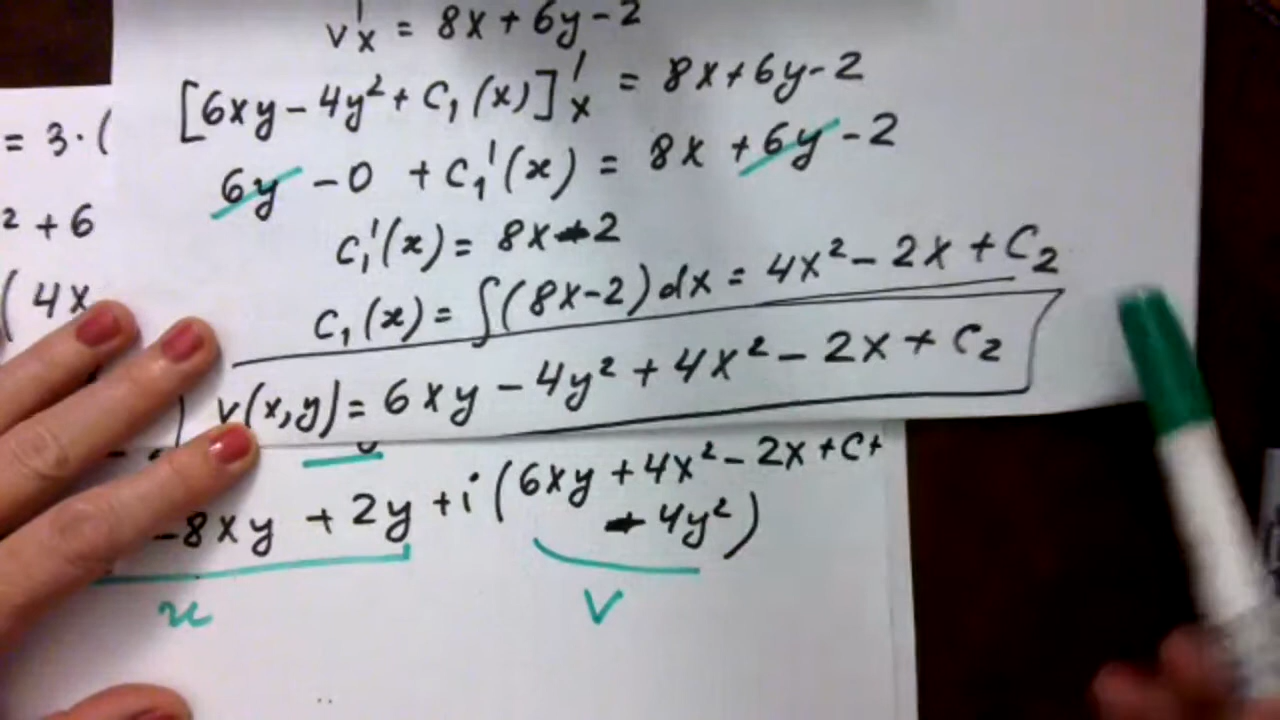 v'x = 8x + 6y - 2
[6xy - 4y² + C₁(x)]'x = 8x + 6y - 2
= 3 · (
6y - 0 + C₁'(x) = 8x + 6y - 2
² + 6
C₁'(x) = 8x - 2
( 4x
C₁(x) = ∫(8x-2)dx = 4x² - 2x + C₂
v(x,y) = 6xy - 4y² + 4x² - 2x + C₂
-8xy + 2y + i(6xy + 4x² - 2x + C +
- 4y²)
u v